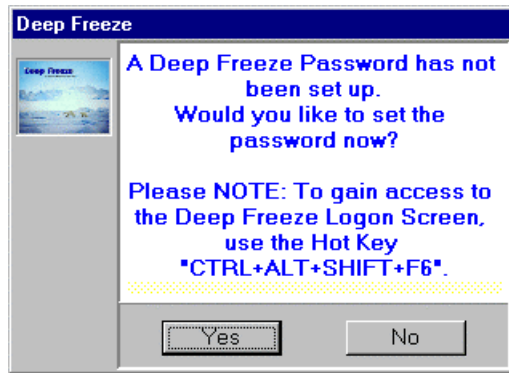 Deep Freeze
Deep Freeze
A Deep Freeze Password has not
been set up.
Would you like to set the
password now?
Please NOTE: To gain access to
the Deep Freeze Logon Screen,
use the Hot Key
"CTRL+ALT+SHIFT+F6".
Yes
No